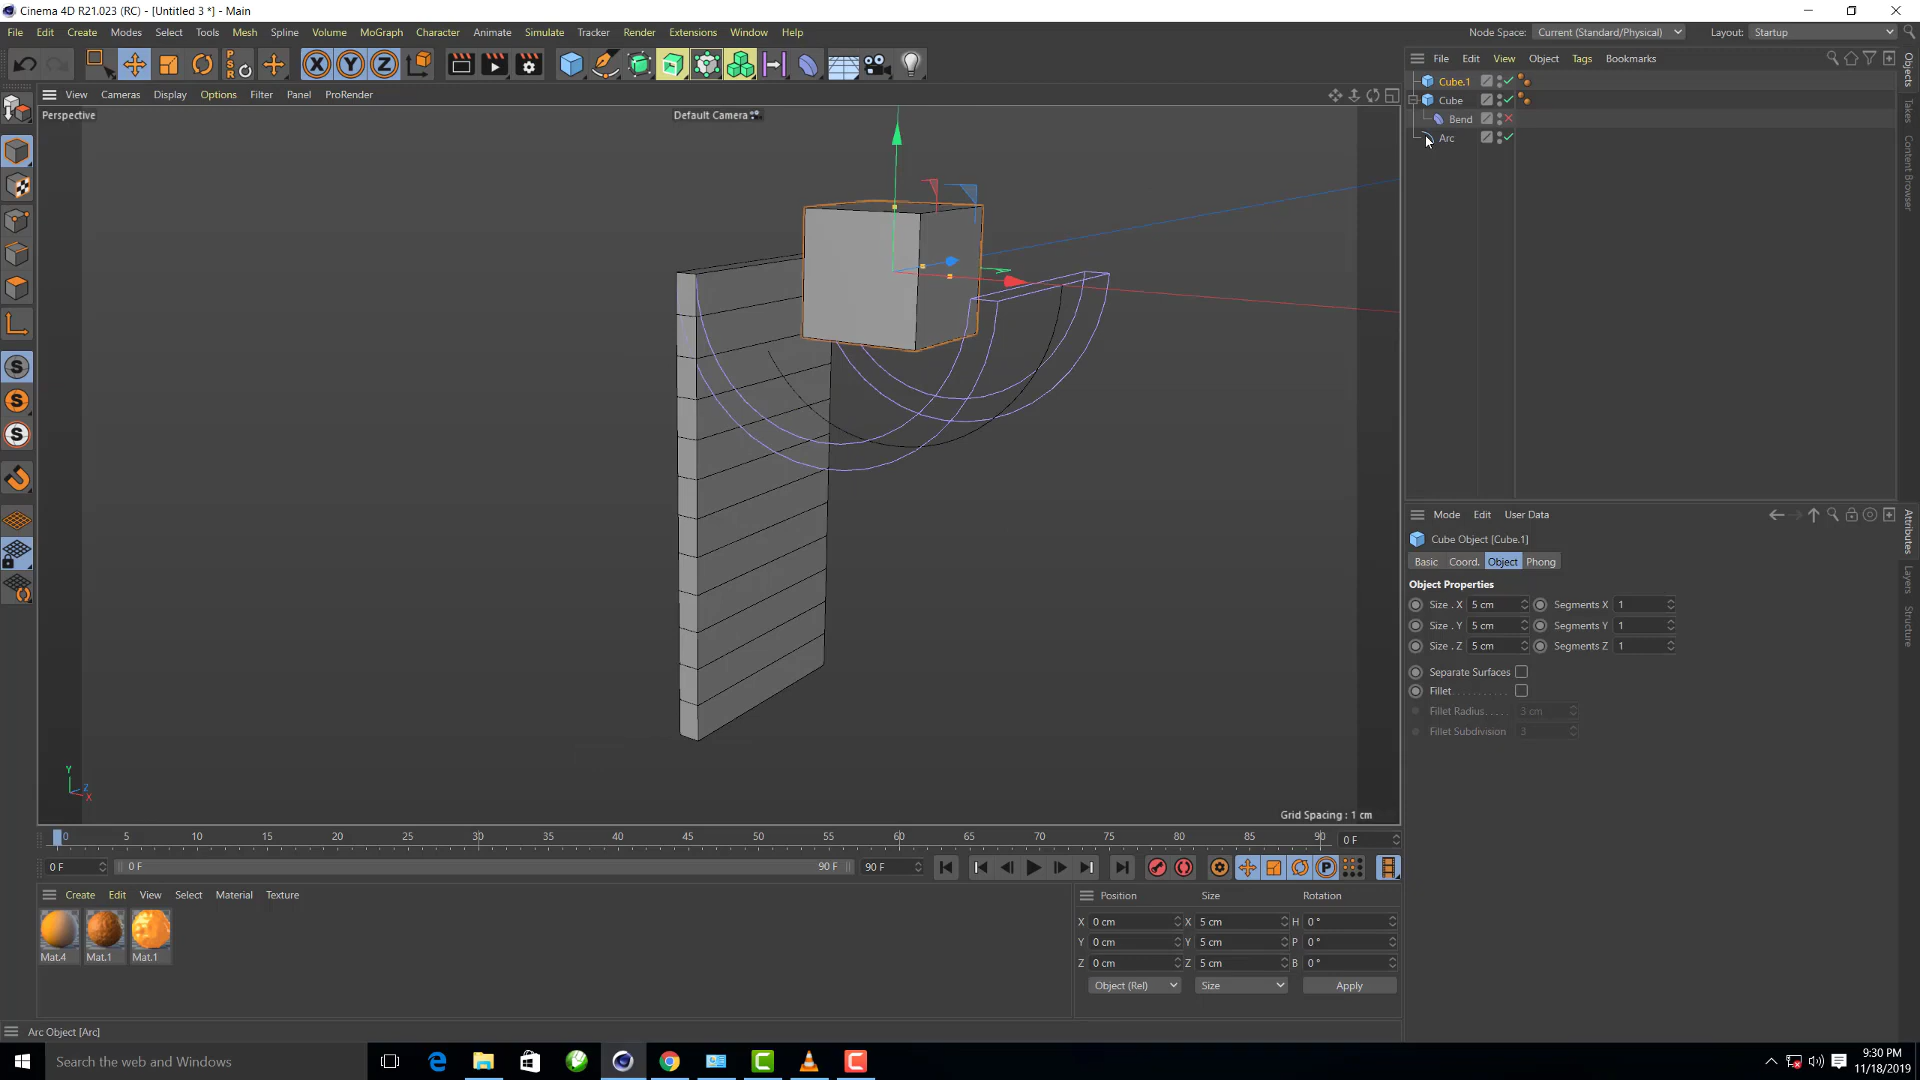 Cinema 4D R21.023 (RC) - [Untitled 3 *] - Main
File Edit Create Modes Select Tools Mesh Spline Volume MoGraph Character Animate Simulate Tracker Render Extensions Window Help
Node Space: Current (Standard/Physical) Layout: Startup
File Edit View Object Tags Bookmarks
View Cameras Display Options Filter Panel ProRender
Perspective
Default Camera
Cube.1
Cube
Bend
Arc
Objects
Takes
Content Browser
Mode Edit User Data
Cube Object [Cube.1]
Basic Coord. Object Phong
Object Properties
Size . X 5 cm Segments X 1
Size . Y 5 cm Segments Y 1
Size . Z 5 cm Segments Z 1
Separate Surfaces
Fillet . . . . . . . . . . .
Fillet Radius. . . . . 3 cm
Fillet Subdivision 3
Attributes
Layers
Structure
Y
Z
X
Grid Spacing : 1 cm
0 5 10 15 20 25 30 35 40 45 50 55 60 65 70 75 80 85 90 0 F
0 F 0 F 90 F 90 F
Create Edit View Select Material Texture
Mat.4 Mat.1 Mat.1
Position Size Rotation
X 0 cm X 5 cm H 0 °
Y 0 cm Y 5 cm P 0 °
Z 0 cm Z 5 cm B 0 °
Object (Rel) Size Apply
Arc Object [Arc]
Search the web and Windows
9:30 PM
11/18/2019